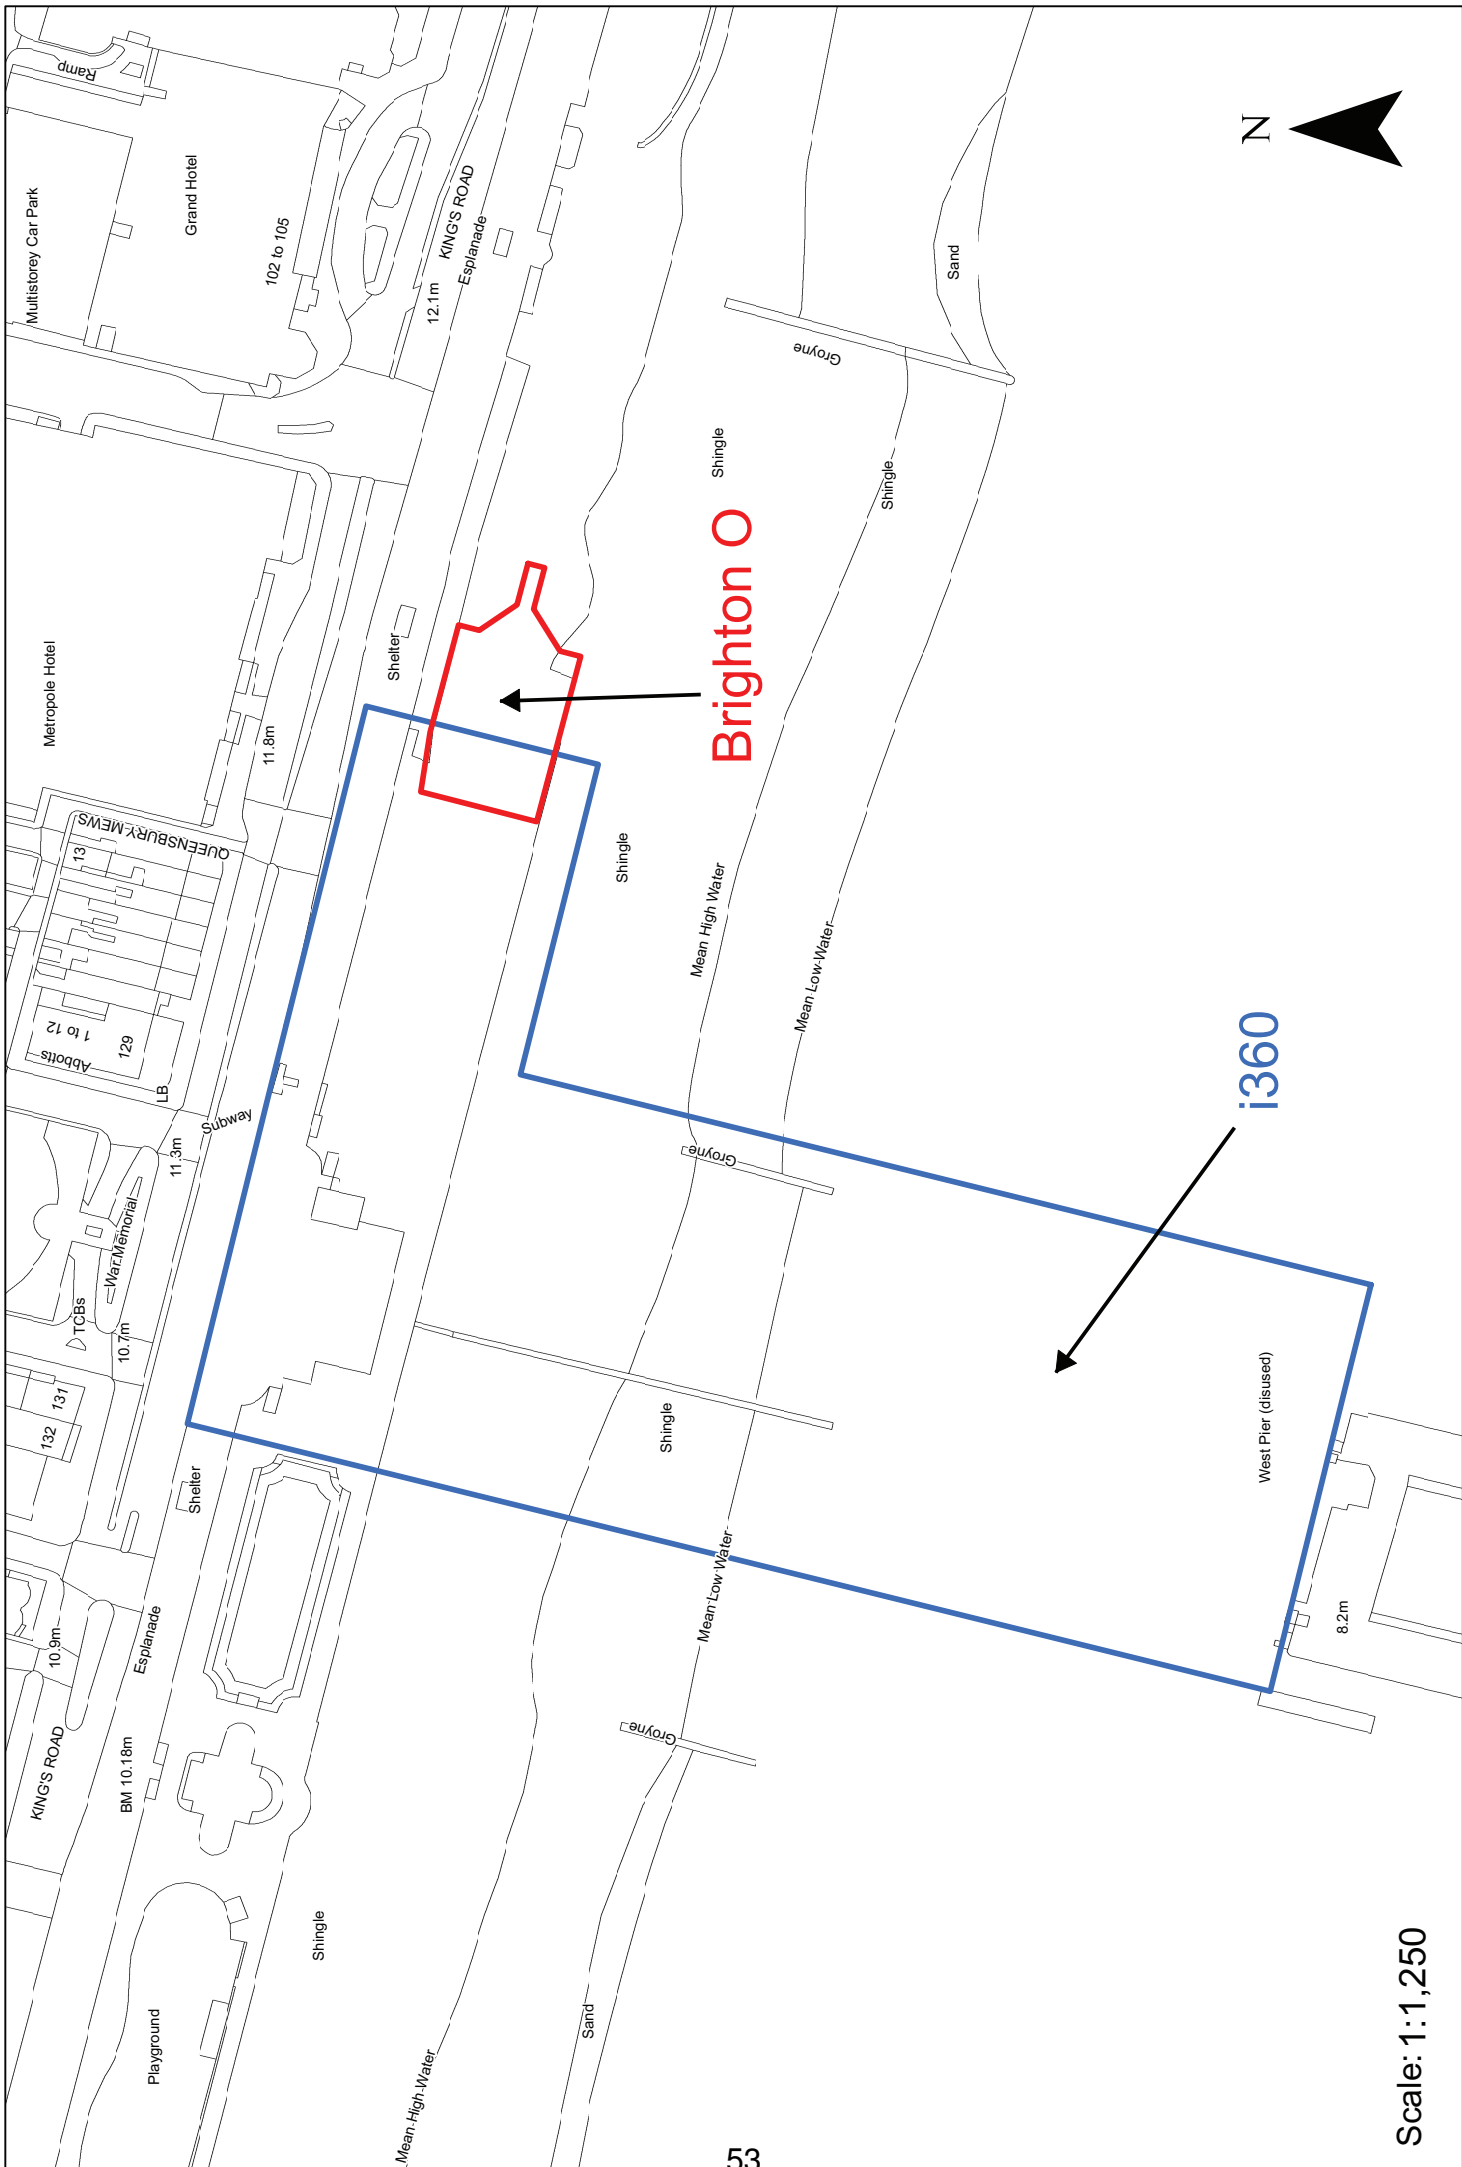 Ramp
Multistorey Car Park
Grand Hotel
102 to 105
KING'S ROAD
Esplanade
12.1m
N
Sand
Groyne
Shingle
Shingle
Metropole Hotel
Shelter
11.8m
Brighton O
QUEENSBURY MEWS
13
Shingle
Mean High Water
Mean Low Water
1 to 12
Abbotts
129
LB
Subway
11.3m
Groyne
i360
War Memorial
TCBs
10.7m
131
132
Shelter
Shingle
West Pier (disused)
8.2m
Mean Low Water
10.9m
Esplanade
KING'S ROAD
BM 10.18m
Groyne
Shingle
Playground
Sand
Mean High Water
Scale: 1:1,250
53